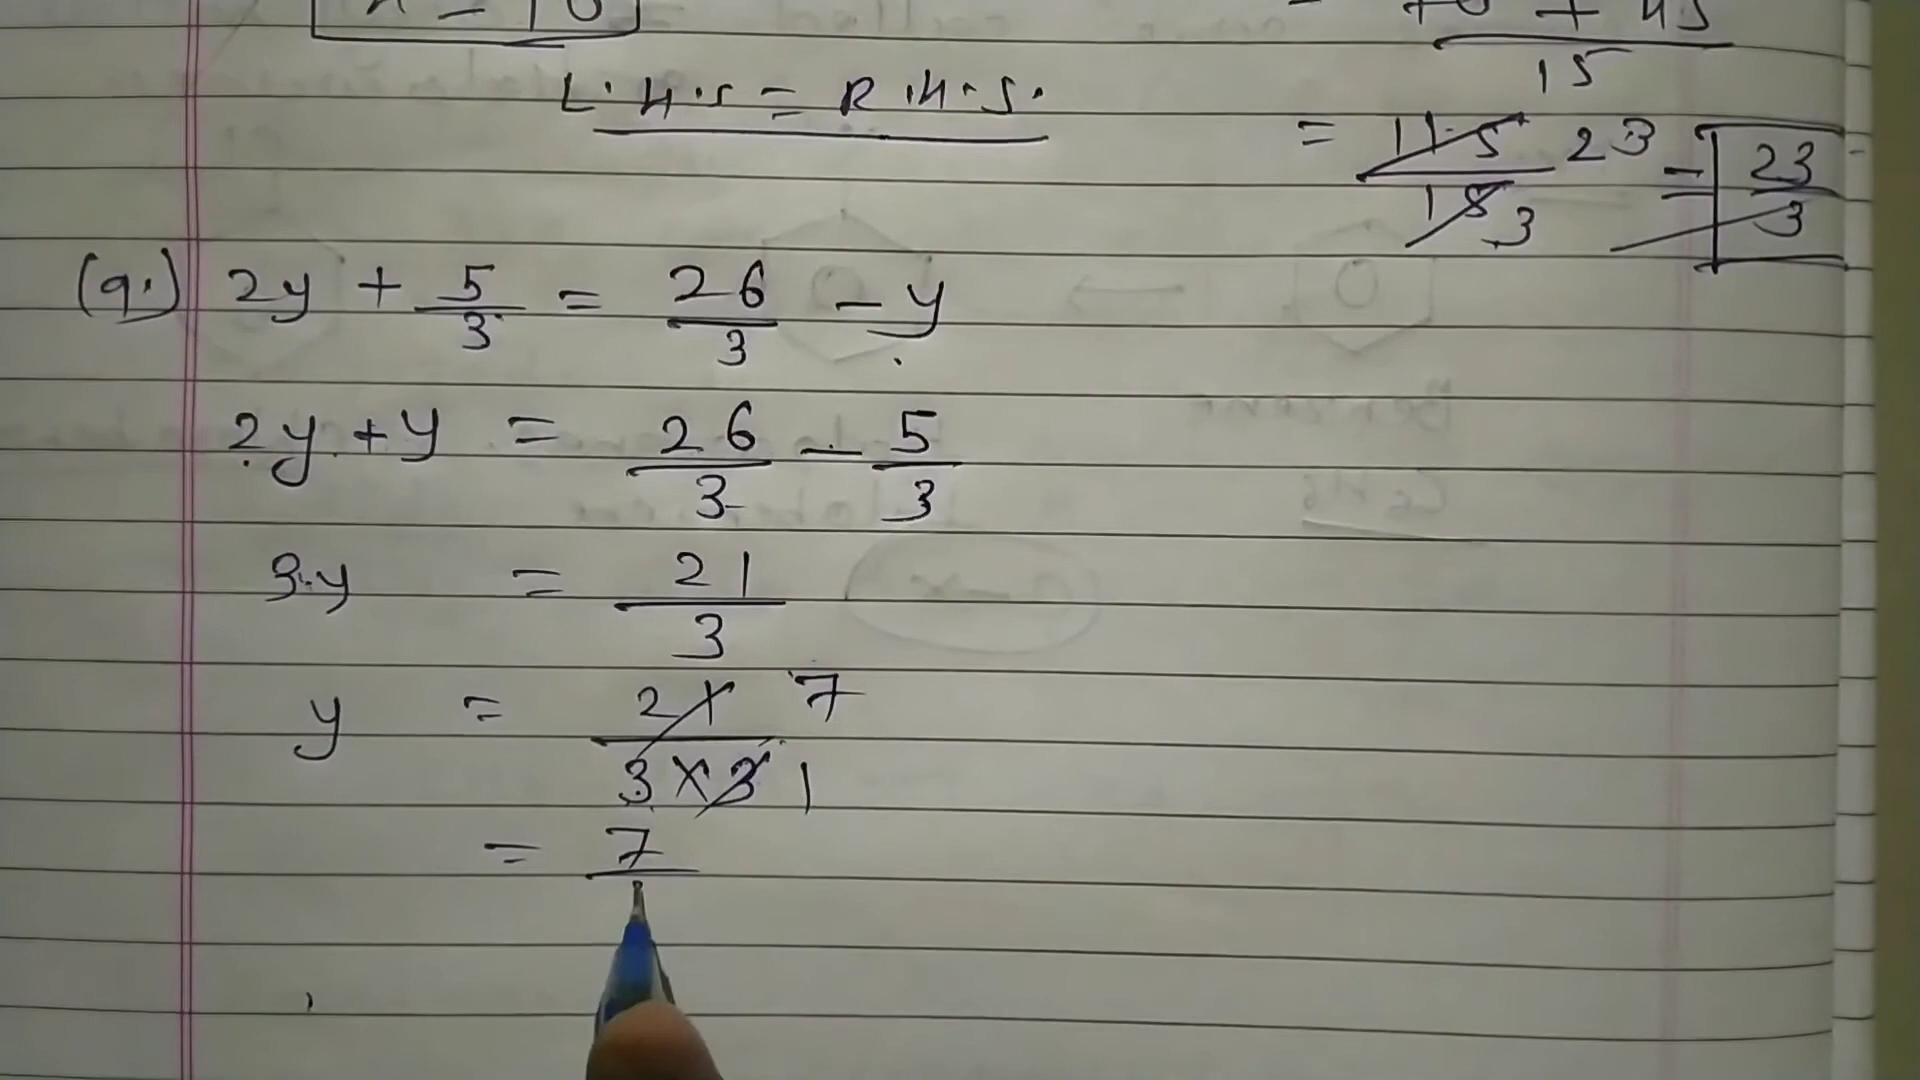 L.H.S = R.H.S.
15
= 115/15 23 3 = 23/3
(9.) 2y + 5/3 = 26/3 - y
2y + y = 26/3 - 5/3
3y = 21/3
y = 21/3×3 7 1
= 7/